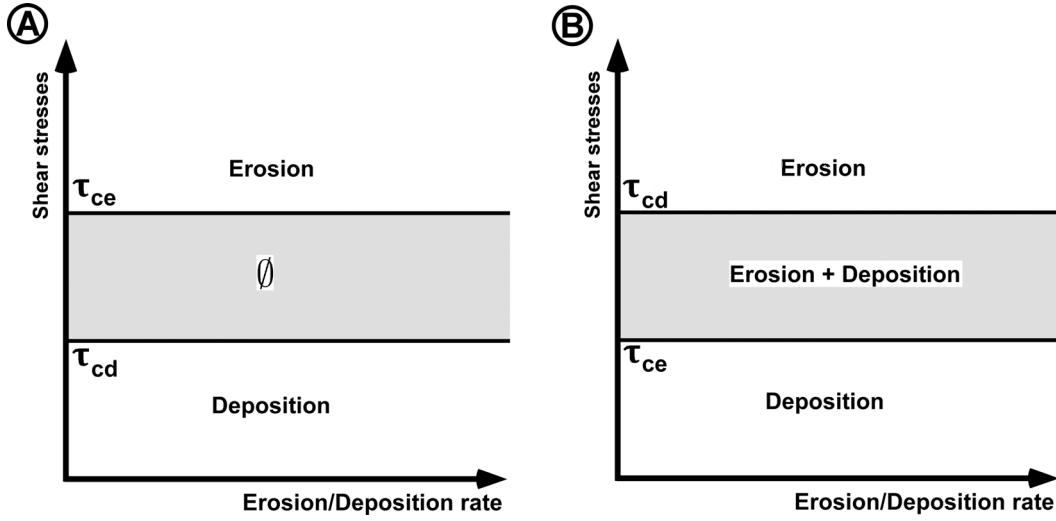 A
Shear stresses
Erosion
τce
∅
τcd
Deposition
Erosion/Deposition rate
B
Shear stresses
Erosion
τcd
Erosion + Deposition
τce
Deposition
Erosion/Deposition rate